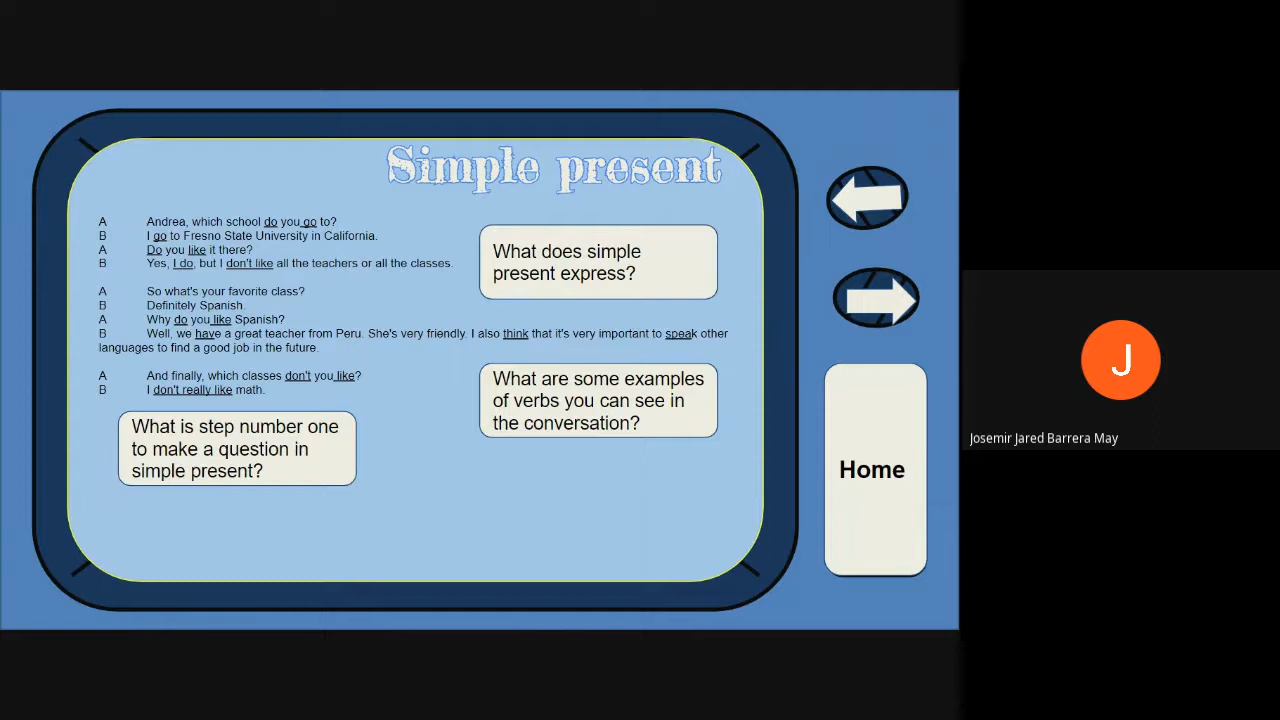 Simple present
A Andrea, which school do you go to?
B I go to Fresno State University in California.
A Do you like it there?
B Yes, I do, but I don't like all the teachers or all the classes.
A So what's your favorite class?
B Definitely Spanish.
A Why do you like Spanish?
B Well, we have a great teacher from Peru. She's very friendly. I also think that it's very important to speak other
languages to find a good job in the future.
A And finally, which classes don't you like?
B I don't really like math.
What does simple
present express?
What are some examples
of verbs you can see in
the conversation?
What is step number one
to make a question in
simple present?
Home
J
Josemir Jared Barrera May